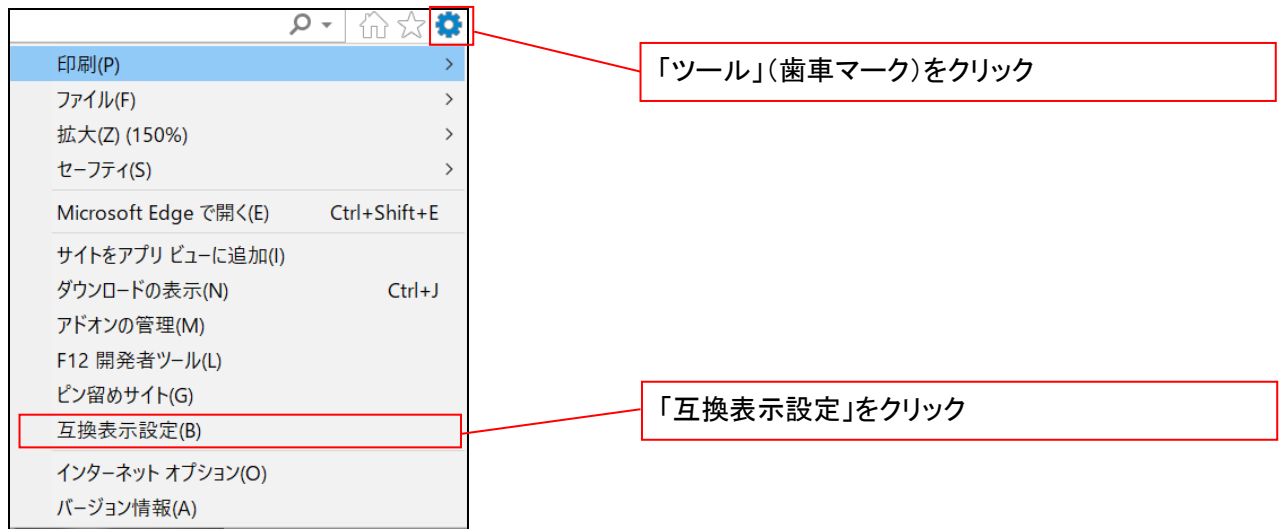 印刷(P)
「ツール」(歯車マーク)をクリック
ファイル(F)
拡大(Z) (150%)
セーフティ(S)
Microsoft Edge で開く(E) Ctrl+Shift+E
サイトをアプリ ビューに追加(I)
ダウンロードの表示(N) Ctrl+J
アドオンの管理(M)
F12 開発者ツール(L)
ピン留めサイト(G)
「互換表示設定」をクリック
互換表示設定(B)
インターネット オプション(O)
バージョン情報(A)